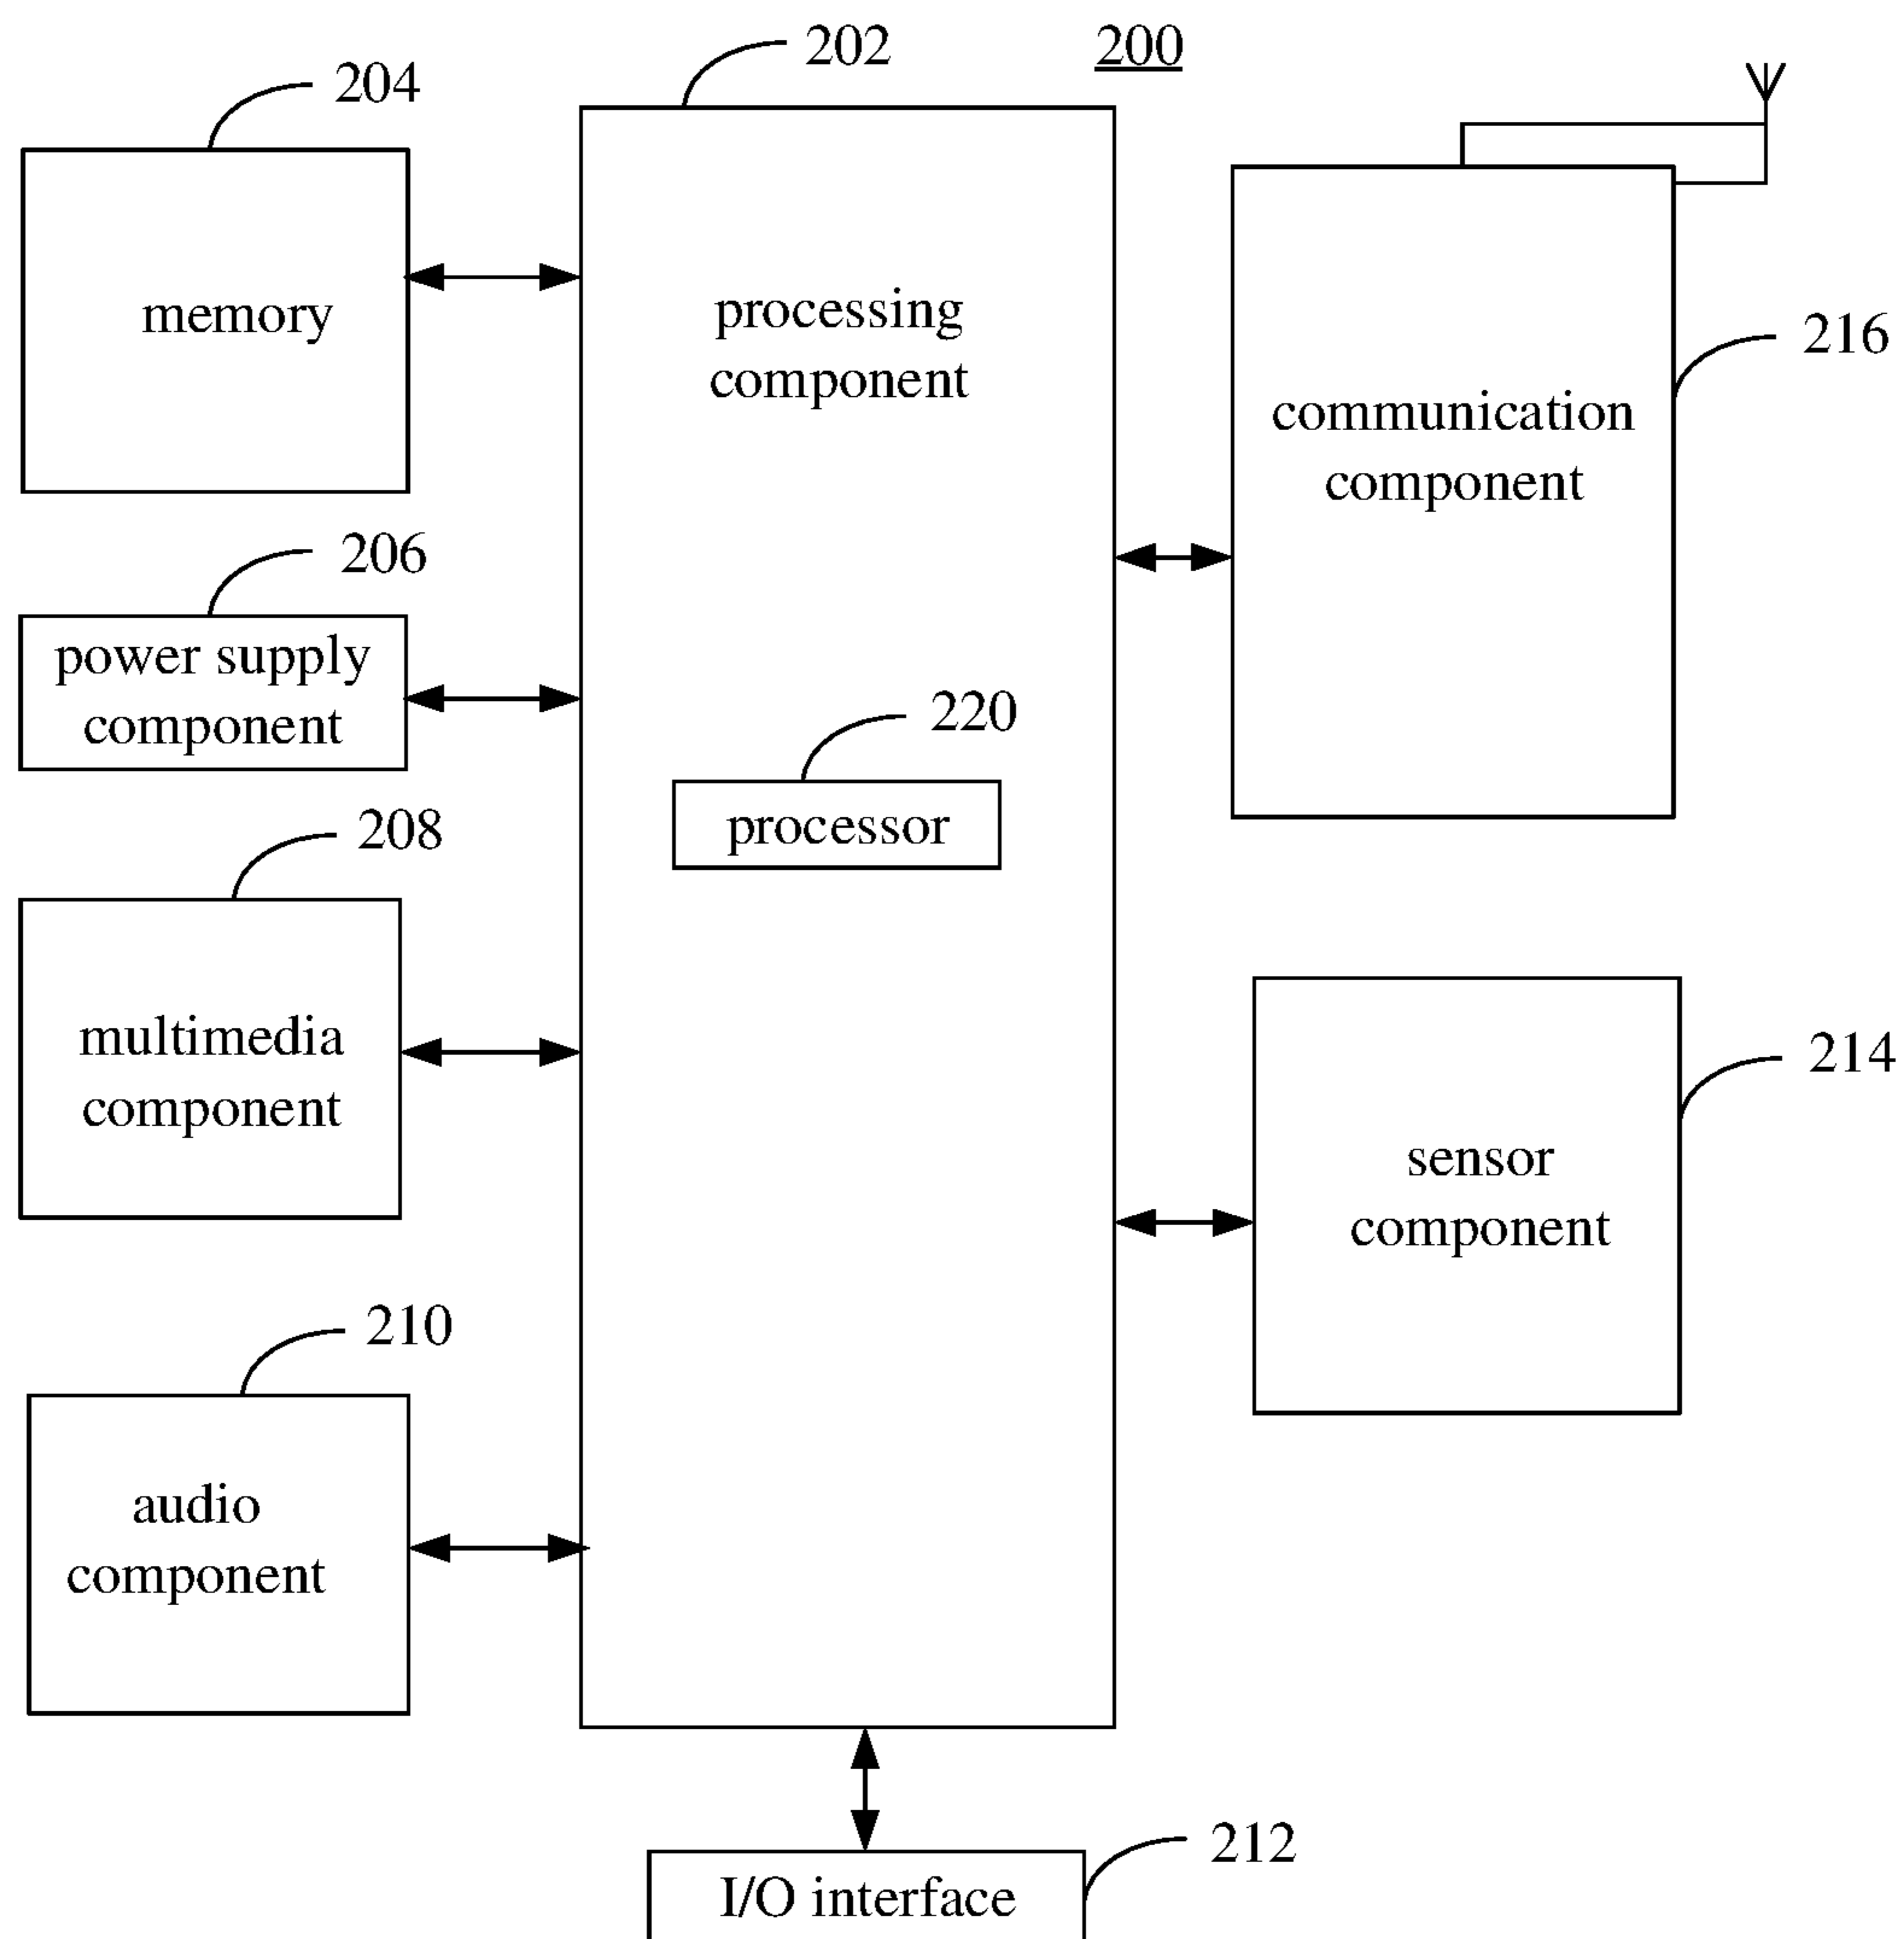 202
200
204
memory
processing
component
216
communication
component
206
power supply
component
220
processor
208
multimedia
component
214
sensor
component
210
audio
component
212
I/O interface